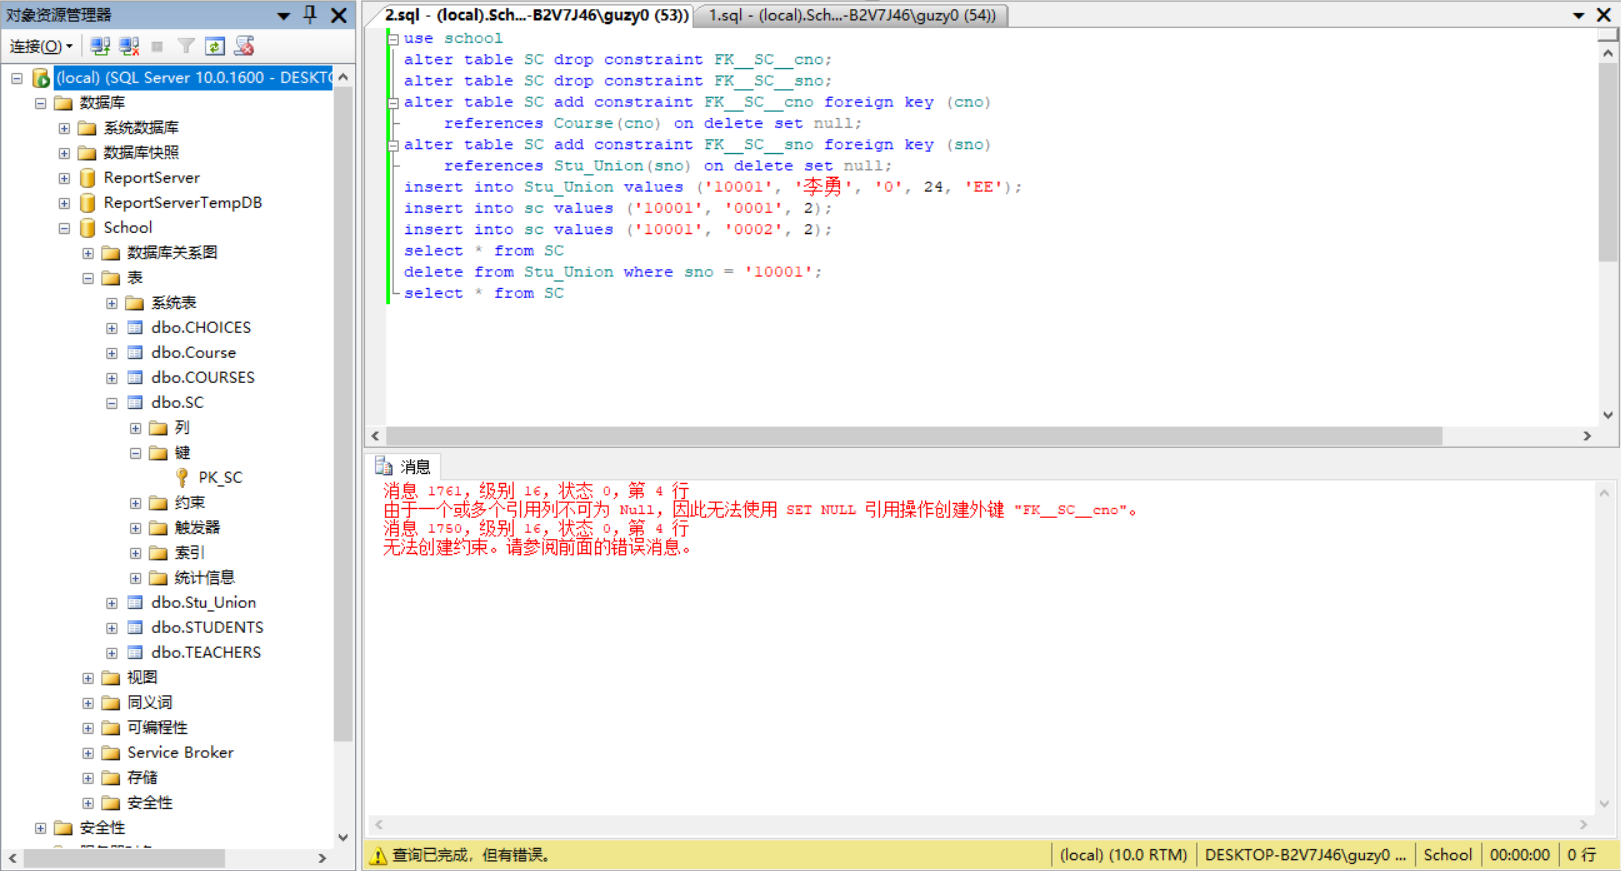 对象资源管理器
连接(O)
(local) (SQL Server 10.0.1600 - DESKT
数据库
系统数据库
数据库快照
ReportServer
ReportServerTempDB
School
数据库关系图
表
系统表
dbo.CHOICES
dbo.Course
dbo.COURSES
dbo.SC
列
键
PK_SC
约束
触发器
索引
统计信息
dbo.Stu_Union
dbo.STUDENTS
dbo.TEACHERS
视图
同义词
可编程性
Service Broker
存储
安全性
安全性
2.sql - (local).Sch...-B2V7J46\guzy0 (53))
1.sql - (local).Sch...-B2V7J46\guzy0 (54))
use school
alter table SC drop constraint FK__SC__cno;
alter table SC drop constraint FK__SC__sno;
alter table SC add constraint FK__SC__cno foreign key (cno)
references Course(cno) on delete set null;
alter table SC add constraint FK__SC__sno foreign key (sno)
references Stu_Union(sno) on delete set null;
insert into Stu_Union values ('10001', '李勇', '0', 24, 'EE');
insert into sc values ('10001', '0001', 2);
insert into sc values ('10001', '0002', 2);
select * from SC
delete from Stu_Union where sno = '10001';
select * from SC
消息
消息 1761，级别 16，状态 0，第 4 行
由于一个或多个引用列不可为 Null，因此无法使用 SET NULL 引用操作创建外键 "FK__SC__cno"。
消息 1750，级别 16，状态 0，第 4 行
无法创建约束。请参阅前面的错误消息。
查询已完成，但有错误。
(local) (10.0 RTM)
DESKTOP-B2V7J46\guzy0 ...
School
00:00:00
0 行